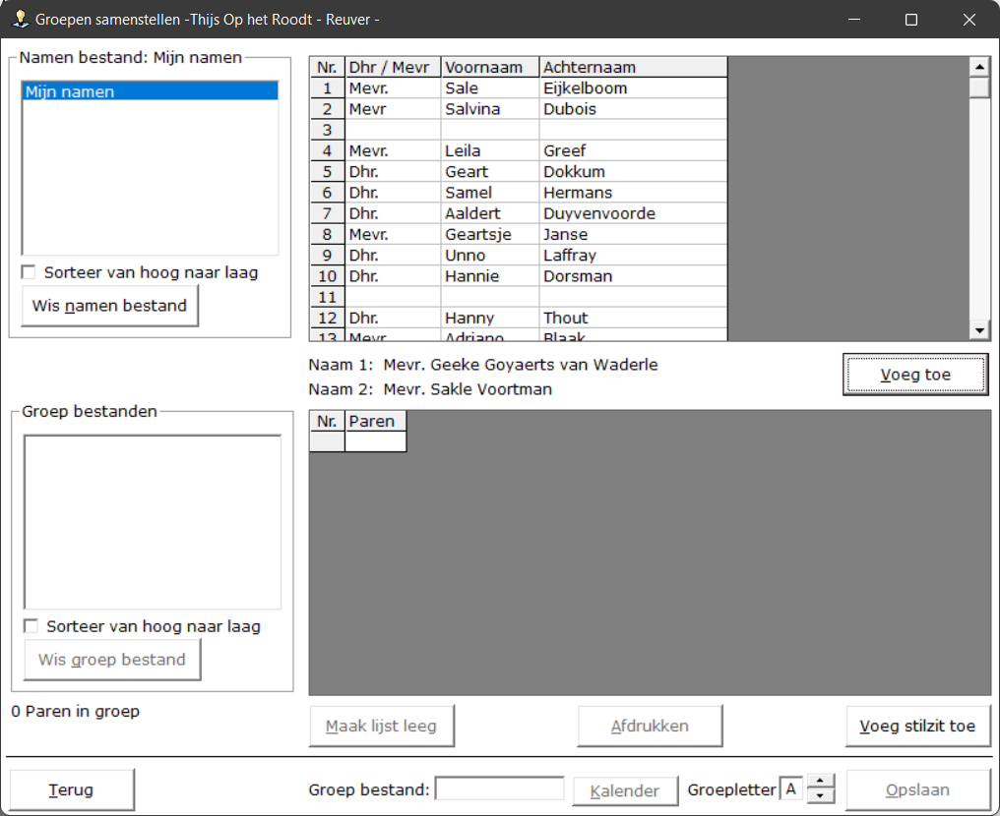 Groepen samenstellen -Thijs Op het Roodt - Reuver -
Namen bestand: Mijn namen
Mijn namen
Sorteer van hoog naar laag
Wis namen bestand
Nr. Dhr / Mevr Voornaam Achternaam
1 Mevr. Sale Eijkelboom
2 Mevr Salvina Dubois
3
4 Mevr. Leila Greef
5 Dhr. Geart Dokkum
6 Dhr. Samel Hermans
7 Dhr. Aaldert Duyvenvoorde
8 Mevr. Geartsje Janse
9 Dhr. Unno Laffray
10 Dhr. Hannie Dorsman
11
12 Dhr. Hanny Thout
13 Mevr Adriano Blaak
Naam 1: Mevr. Geeke Goyaerts van Waderle
Naam 2: Mevr. Sakle Voortman
Voeg toe
Groep bestanden
Sorteer van hoog naar laag
Wis groep bestand
0 Paren in groep
Nr. Paren
Maak lijst leeg
Afdrukken
Voeg stilzit toe
Terug
Groep bestand:
Kalender
Groepletter A
Opslaan